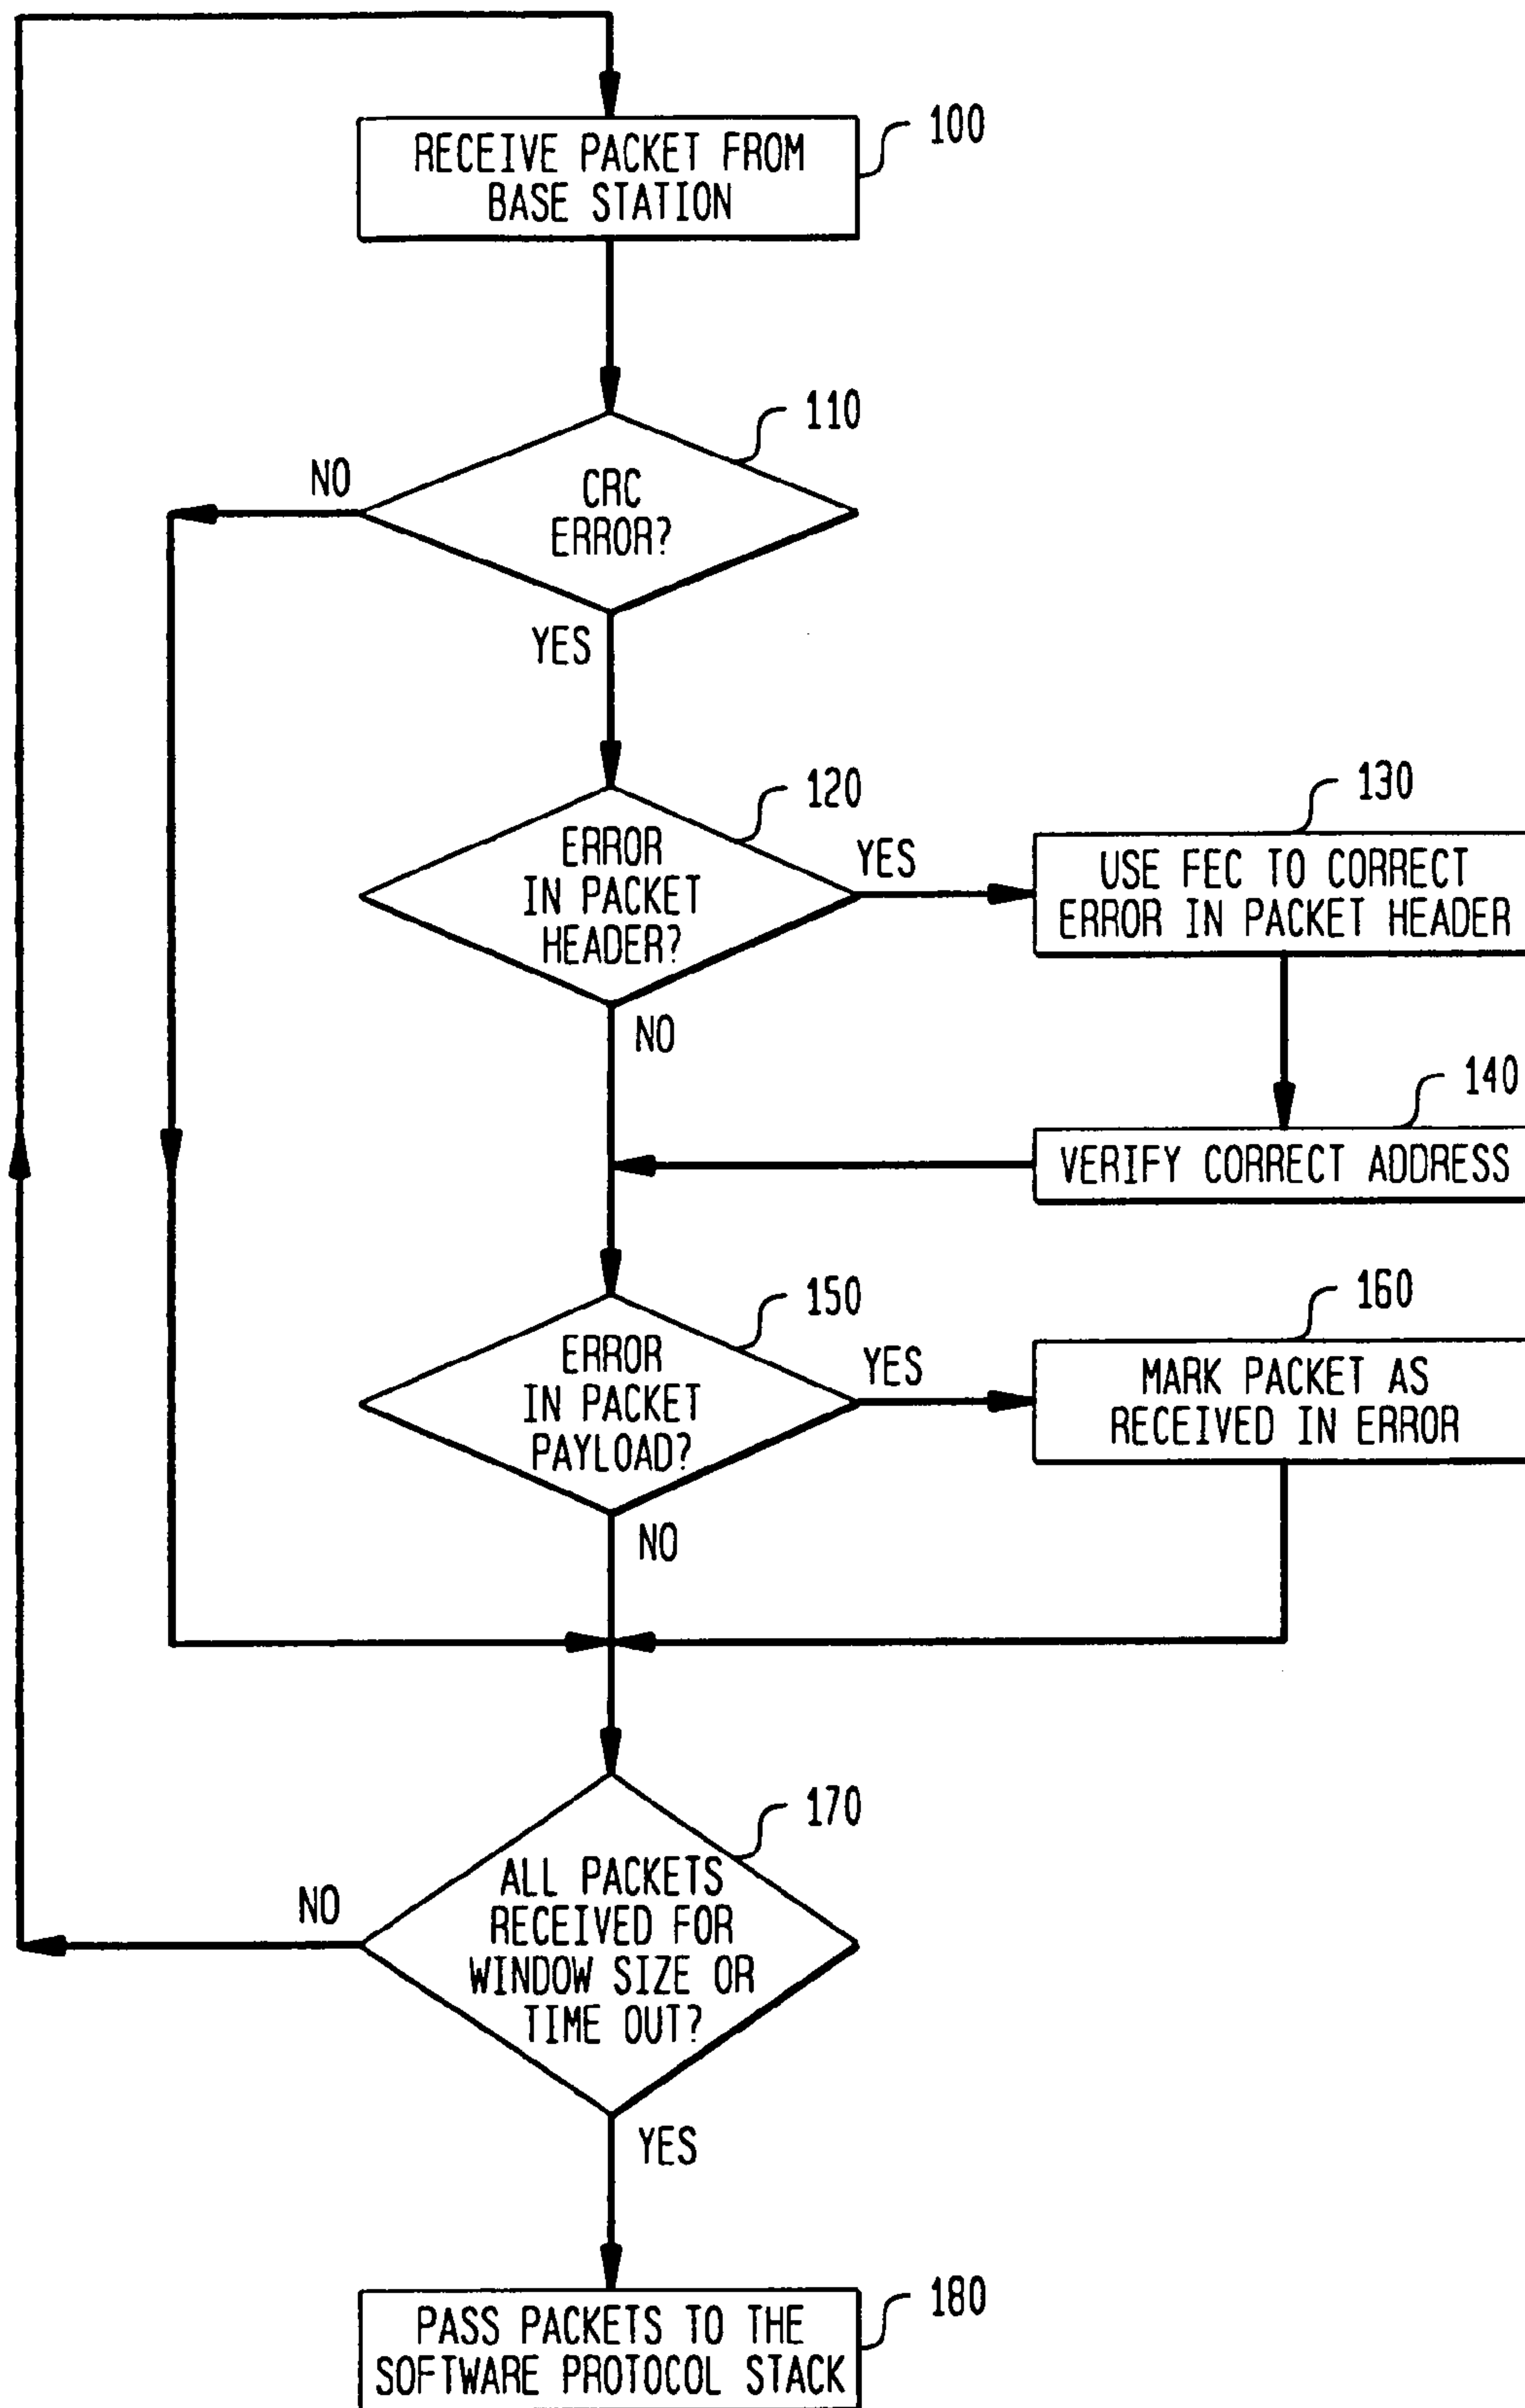 RECEIVE PACKET FROM
BASE STATION
100
110
NO
CRC
ERROR?
YES
120
ERROR
IN PACKET
HEADER?
YES
130
USE FEC TO CORRECT
ERROR IN PACKET HEADER
NO
140
VERIFY CORRECT ADDRESS
150
ERROR
IN PACKET
PAYLOAD?
YES
160
MARK PACKET AS
RECEIVED IN ERROR
NO
170
ALL PACKETS
RECEIVED FOR
WINDOW SIZE OR
TIME OUT?
NO
YES
180
PASS PACKETS TO THE
SOFTWARE PROTOCOL STACK